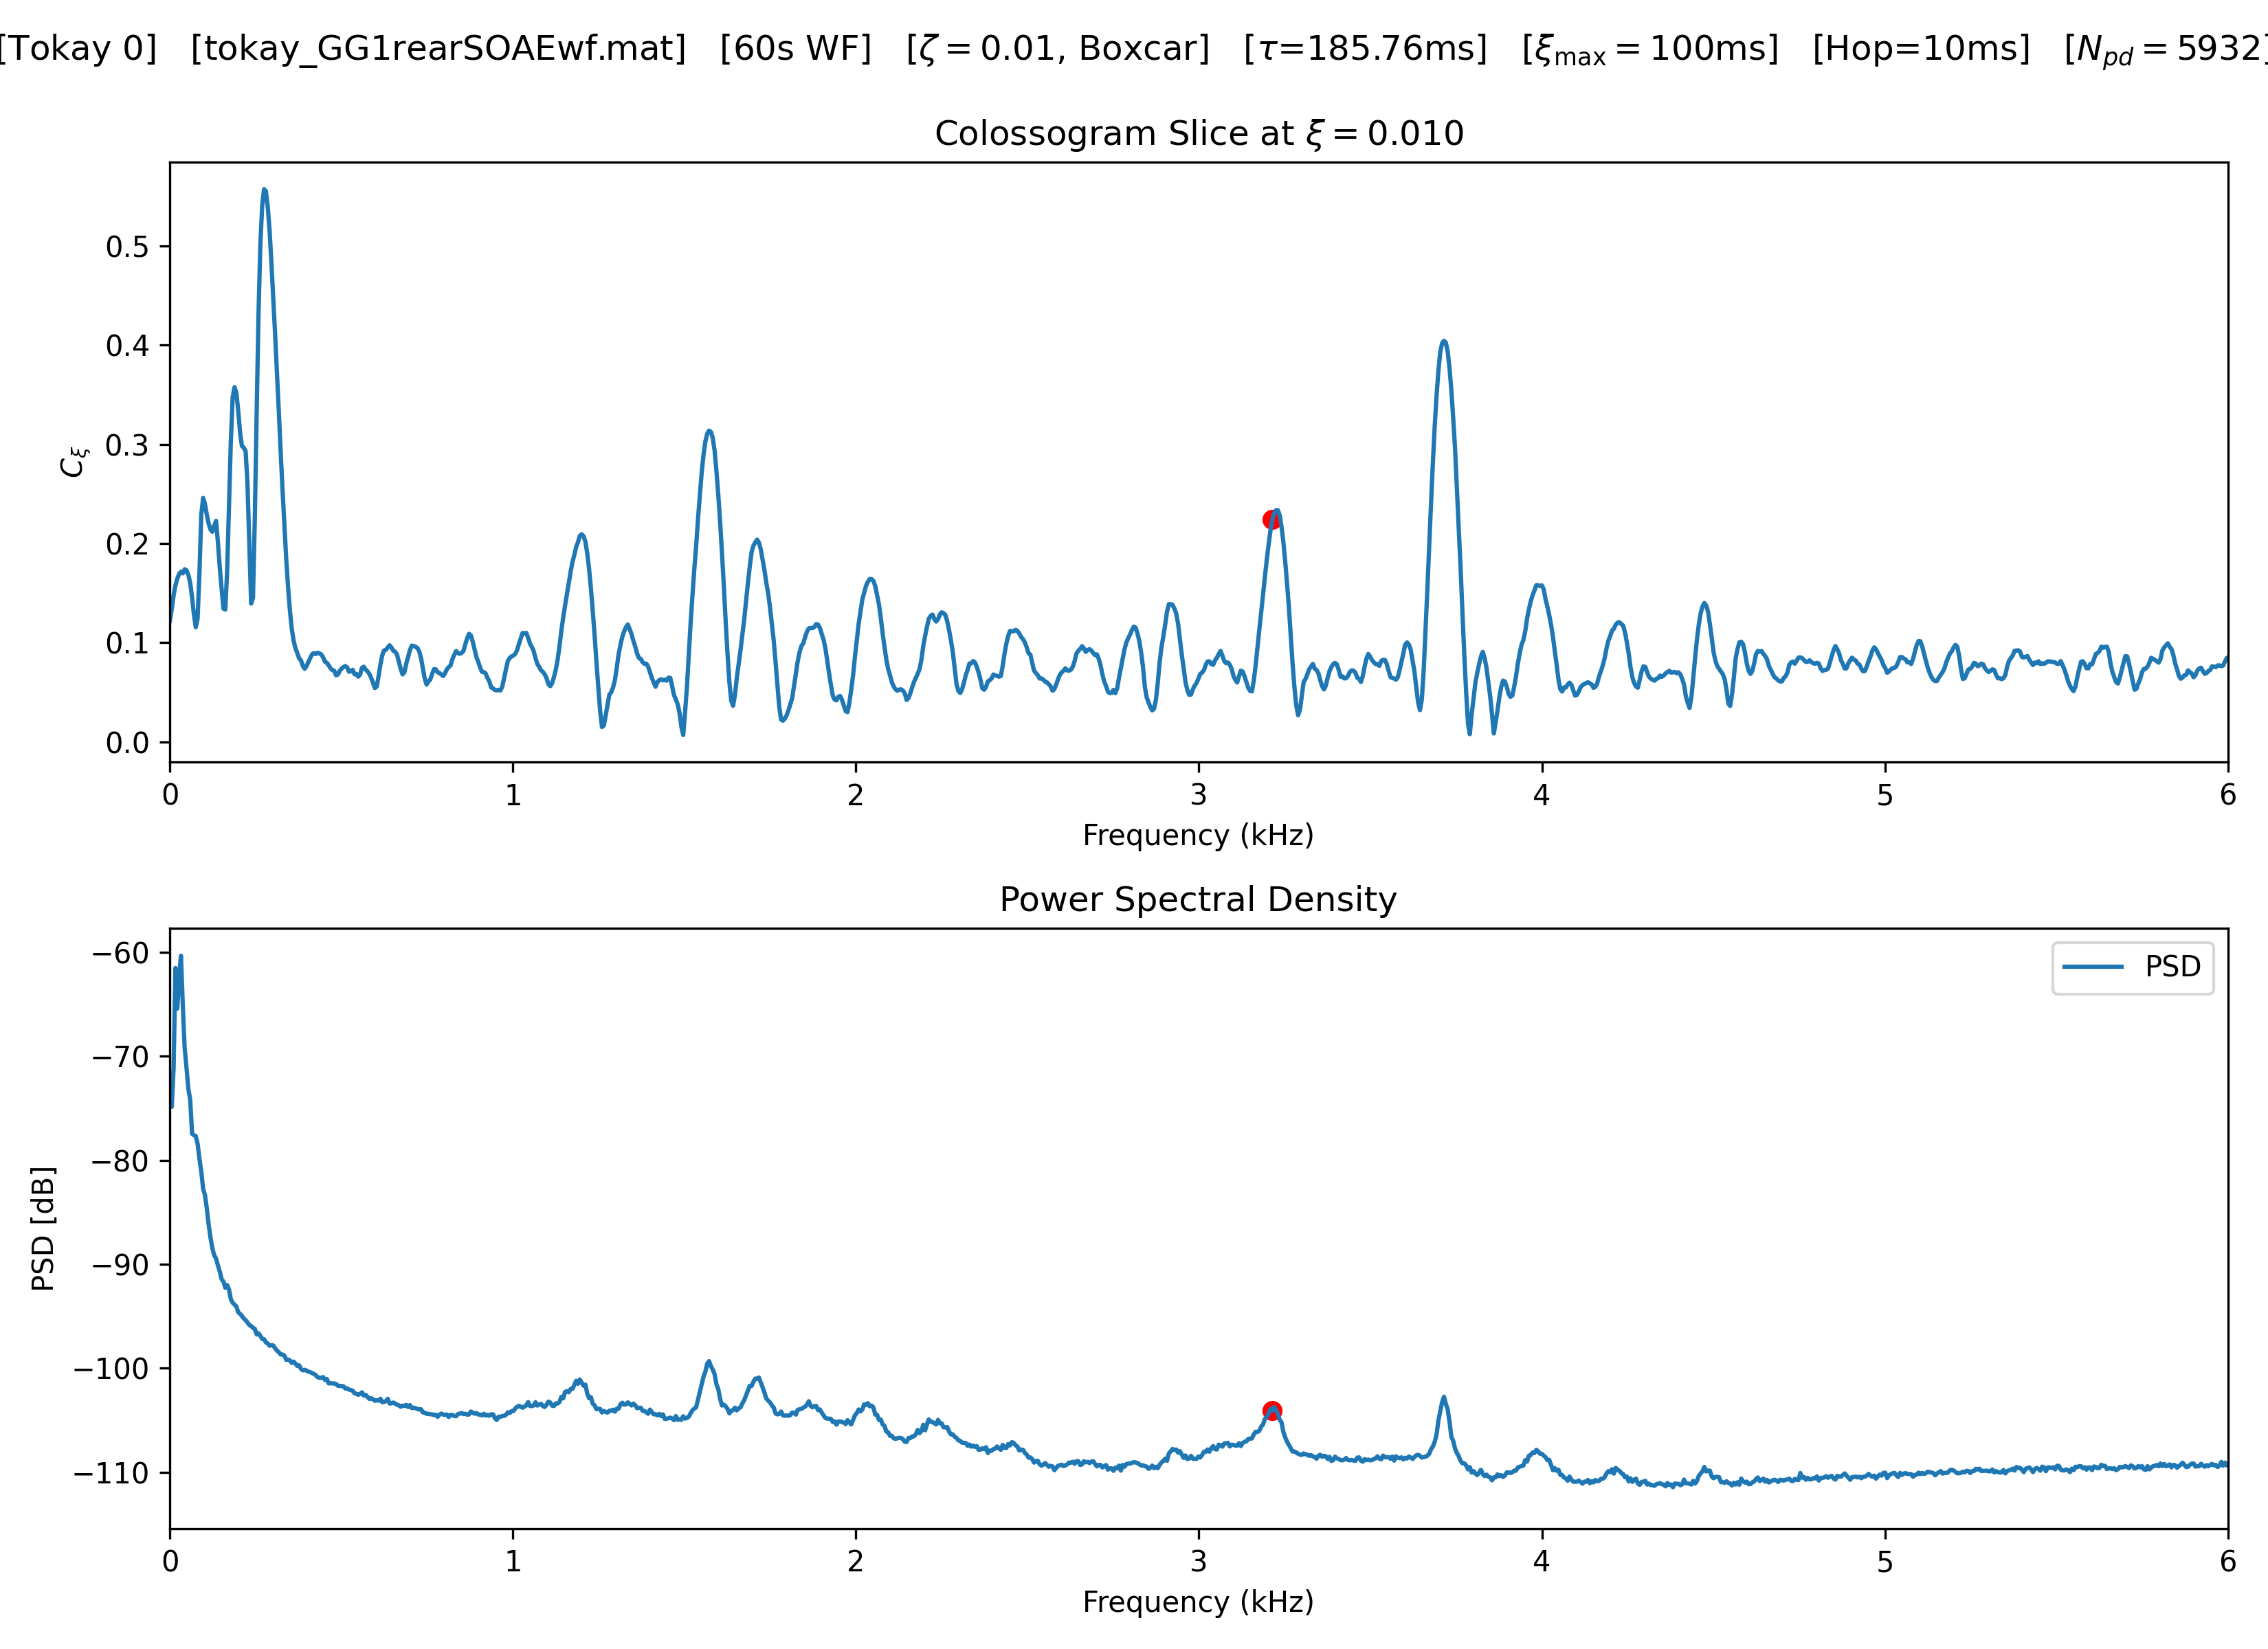 [Tokay 0] [tokay_GG1rearSOAEwf.mat] [60s WF] [ζ = 0.01, Boxcar] [τ=185.76ms] [ξmax = 100ms] [Hop=10ms] [Npd = 5932]
Colossogram Slice at ξ = 0.010
0.5
0.4
0.3
0.2
0.1
0.0
Cξ
0 1 2 3 4 5 6
Frequency (kHz)
Power Spectral Density
PSD
−60
−70
−80
−90
−100
−110
PSD [dB]
0 1 2 3 4 5 6
Frequency (kHz)